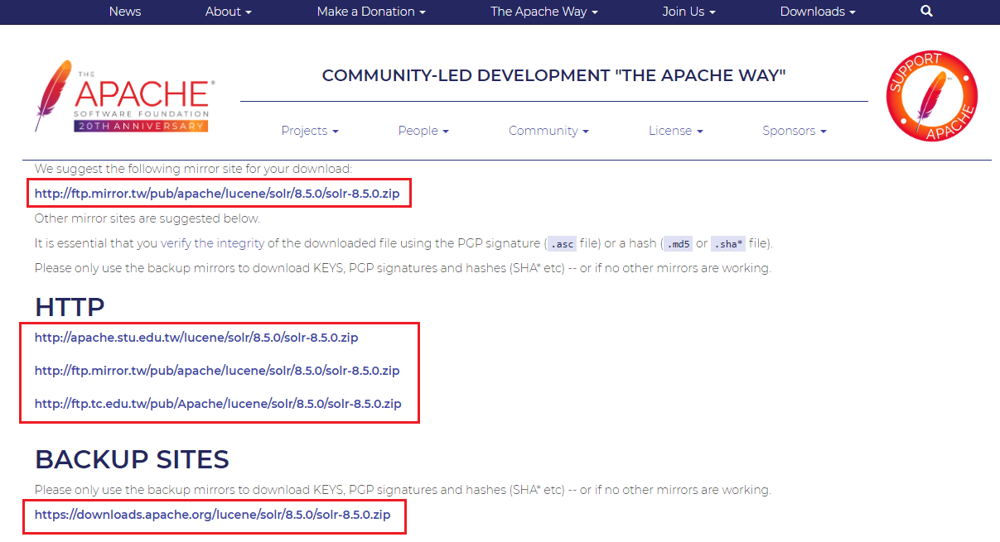 News About Make a Donation The Apache Way Join Us Downloads
THE
APACHE®
SOFTWARE FOUNDATION
20TH ANNIVERSARY
COMMUNITY-LED DEVELOPMENT "THE APACHE WAY"
Projects People Community License Sponsors
SUPPORT
APACHE
™
We suggest the following mirror site for your download:
http://ftp.mirror.tw/pub/apache/lucene/solr/8.5.0/solr-8.5.0.zip
Other mirror sites are suggested below.
It is essential that you verify the integrity of the downloaded file using the PGP signature ( .asc file) or a hash ( .md5 or .sha* file).
Please only use the backup mirrors to download KEYS, PGP signatures and hashes (SHA* etc) -- or if no other mirrors are working.
HTTP
http://apache.stu.edu.tw/lucene/solr/8.5.0/solr-8.5.0.zip
http://ftp.mirror.tw/pub/apache/lucene/solr/8.5.0/solr-8.5.0.zip
http://ftp.tc.edu.tw/pub/Apache/lucene/solr/8.5.0/solr-8.5.0.zip
BACKUP SITES
Please only use the backup mirrors to download KEYS, PGP signatures and hashes (SHA* etc) -- or if no other mirrors are working.
https://downloads.apache.org/lucene/solr/8.5.0/solr-8.5.0.zip